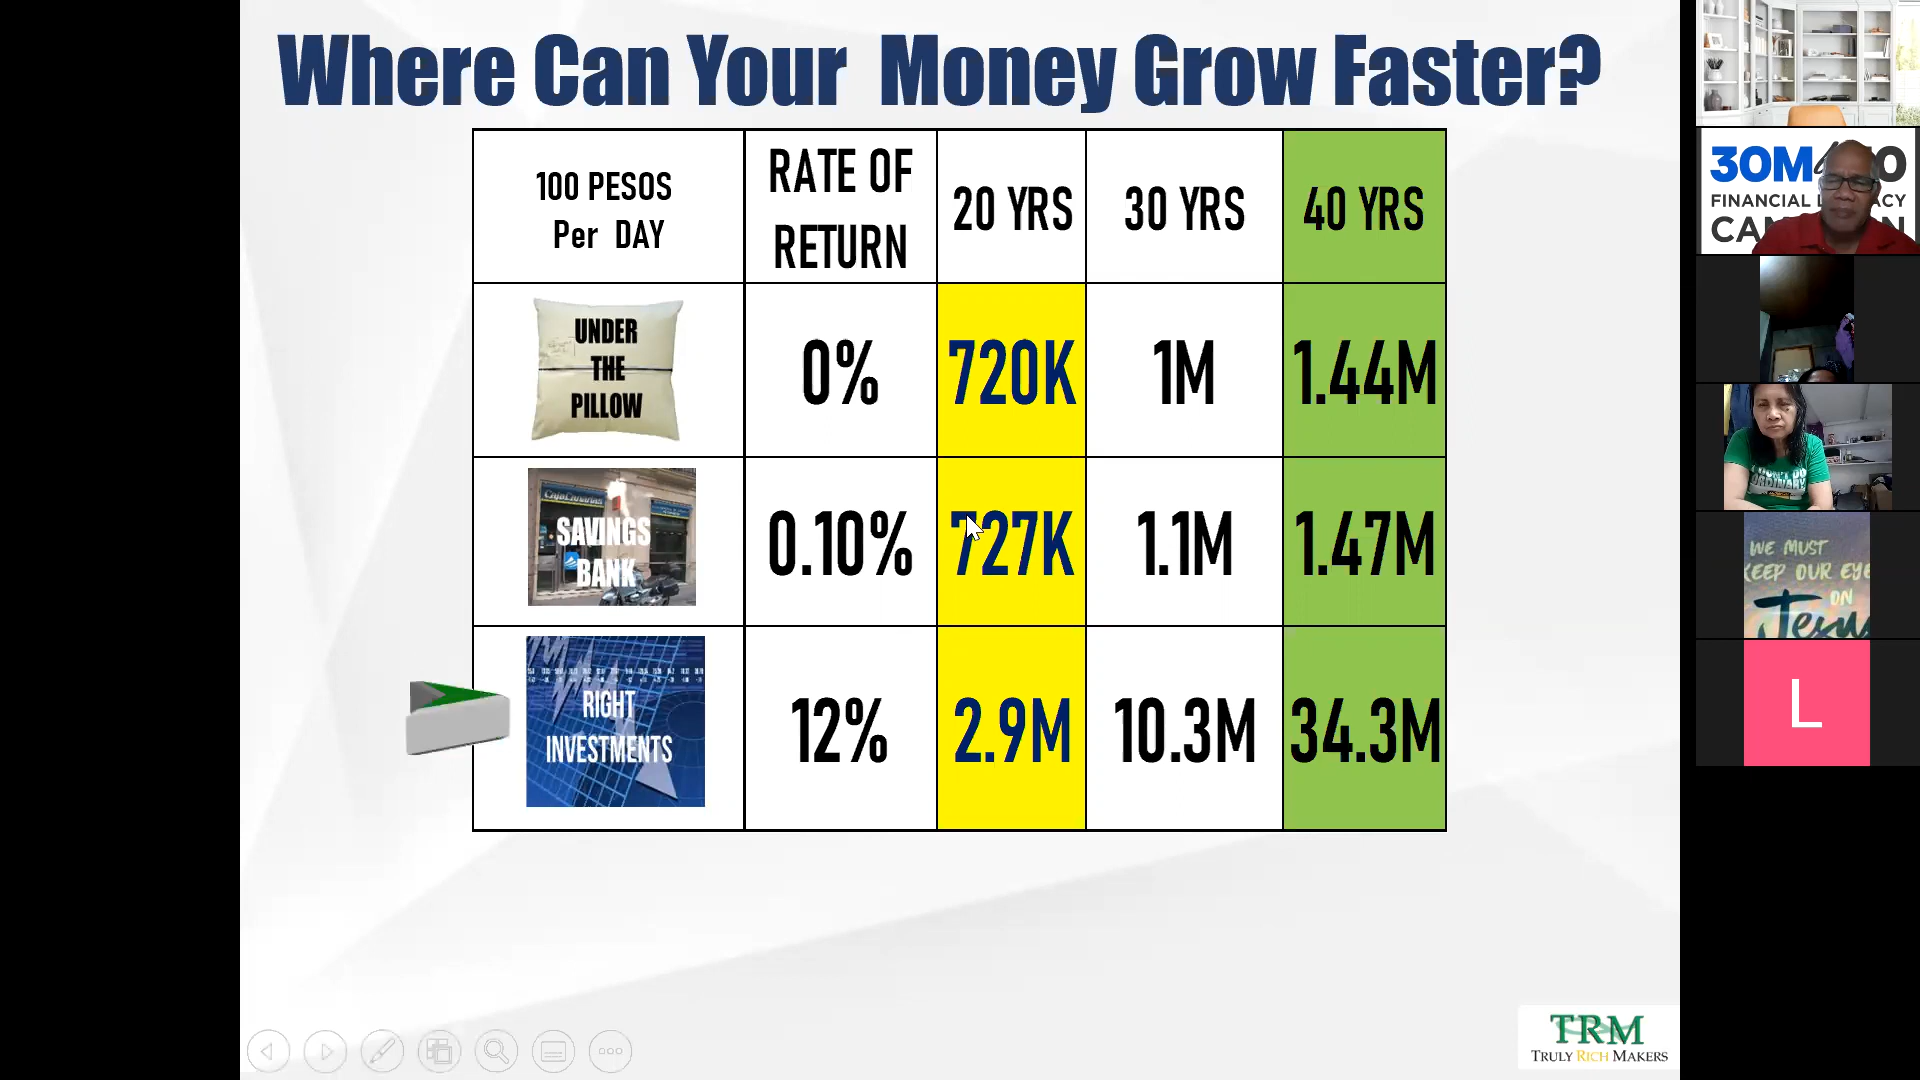 Where Can Your Money Grow Faster?
100 PESOS
Per DAY
RATE OF
RETURN
20 YRS
30 YRS
40 YRS
UNDER
THE
PILLOW
0%
720K
1M
1.44M
SAVINGS
BANK
0.10%
727K
1.1M
1.47M
RIGHT
INVESTMENTS
12%
2.9M
10.3M
34.3M
TRM
TRULY RICH MAKERS
30M
FINANCIAL
WE MUST
KEEP OUR EYE
ON
Jesu
L